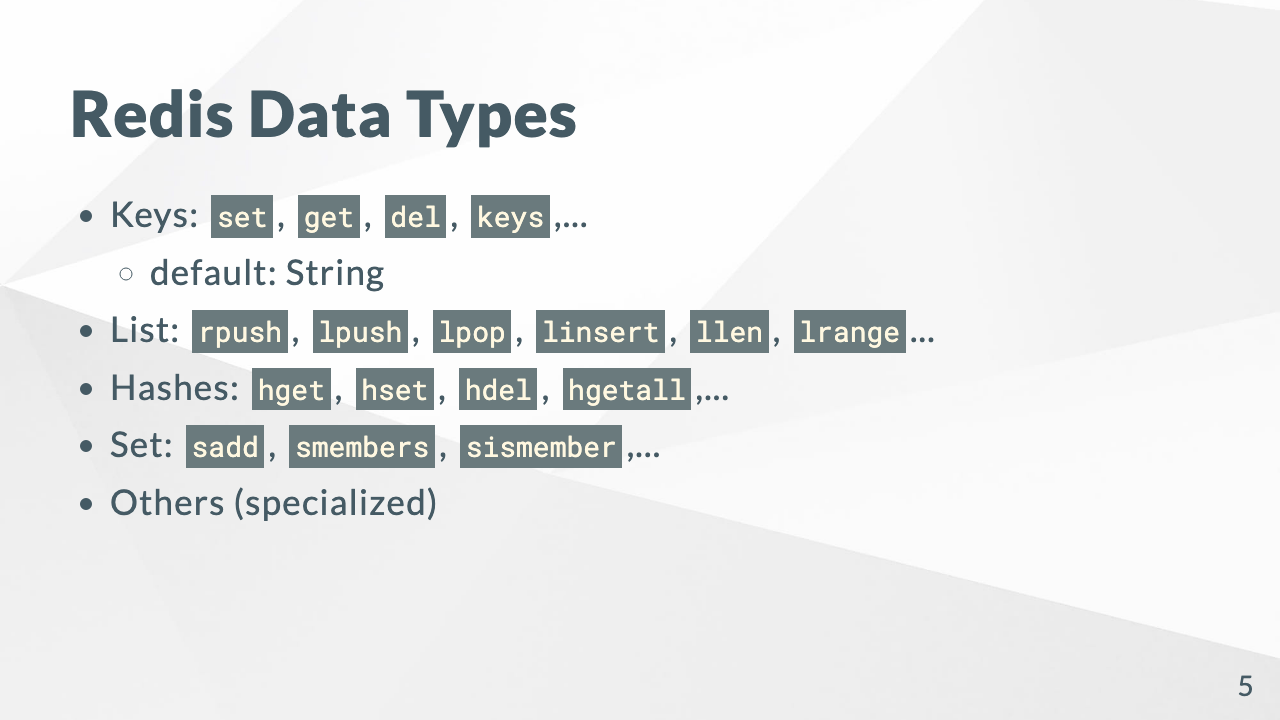 Redis Data Types
Keys: set, get, del, keys,...
default: String
List: rpush, lpush, lpop, linsert, llen, lrange...
Hashes: hget, hset, hdel, hgetall,...
Set: sadd, smembers, sismember,...
Others (specialized)
5